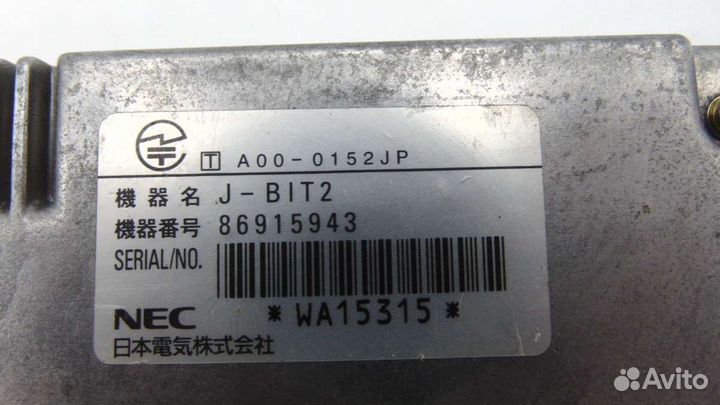 T A00-0152JP
機器名 J-BIT2
機器番号 86915943
SERIAL/NO.
*WA15315*
NEC
日本電気株式会社
Avito